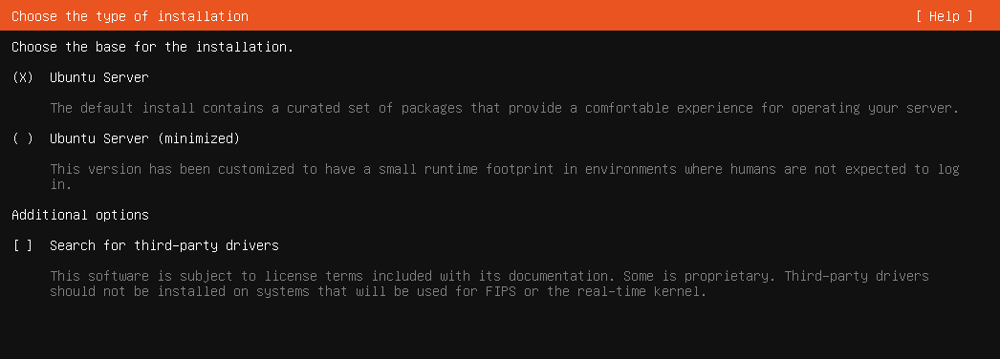 Choose the type of installation [ Help ]
Choose the base for the installation.
(X) Ubuntu Server
The default install contains a curated set of packages that provide a comfortable experience for operating your server.
( ) Ubuntu Server (minimized)
This version has been customized to have a small runtime footprint in environments where humans are not expected to log
in.
Additional options
[ ] Search for third-party drivers
This software is subject to license terms included with its documentation. Some is proprietary. Third-party drivers
should not be installed on systems that will be used for FIPS or the real-time kernel.